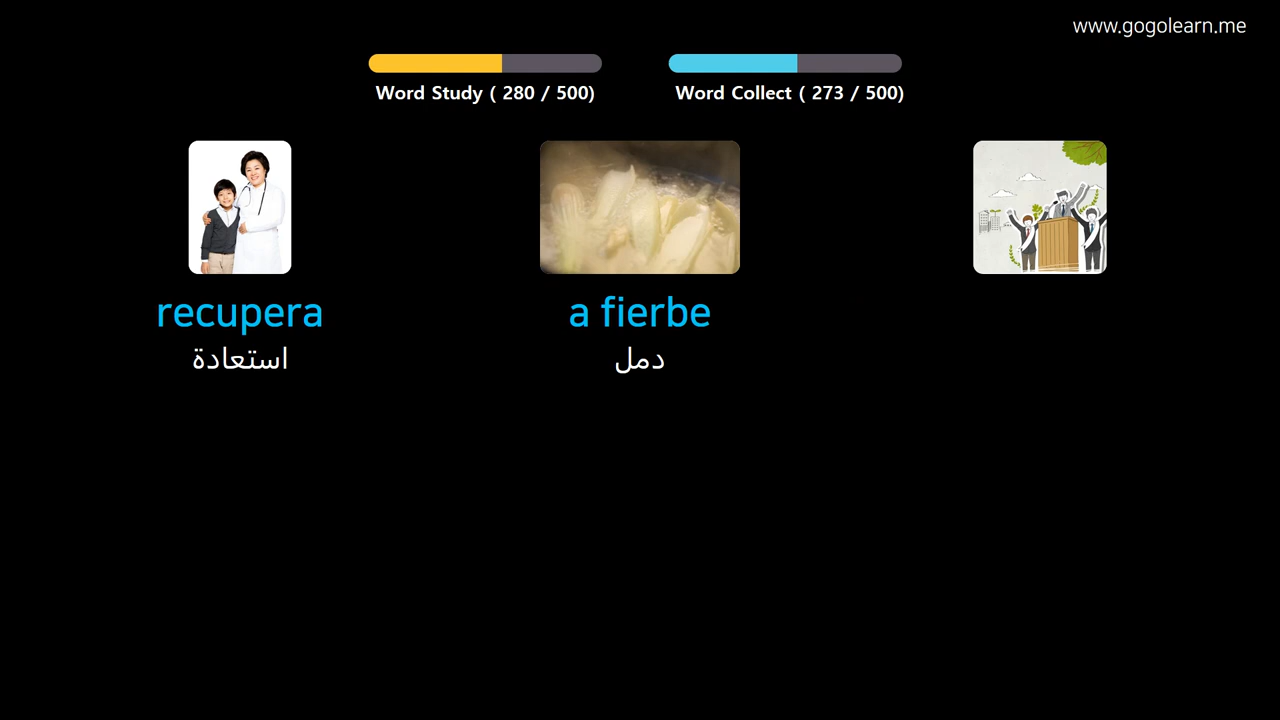 www.gogolearn.me
Word Study ( 280 / 500)
Word Collect ( 273 / 500)
recupera
استعادة
a fierbe
دمل